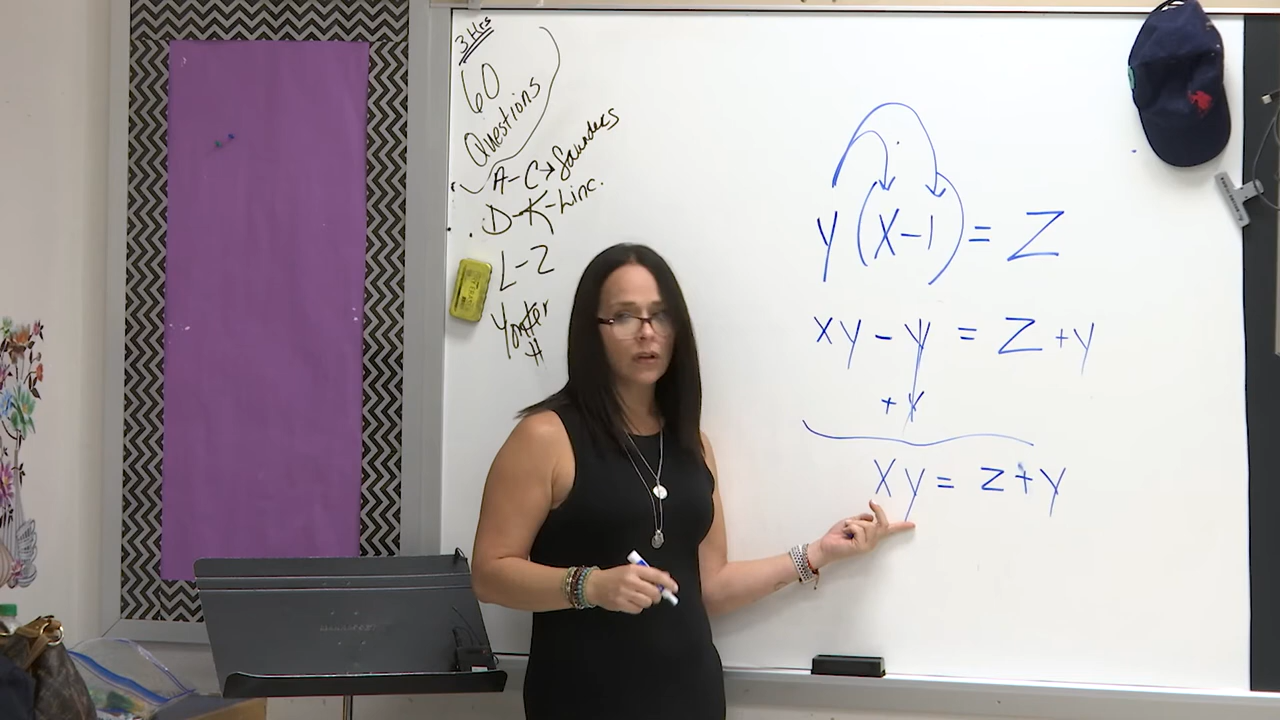 3 Hrs
60
Questions
A-C→Saunders
D-K-Linc.
L-Z
Yonker
#
y(x-1) = Z
xy - y = Z + y
+ y
xy = z + y